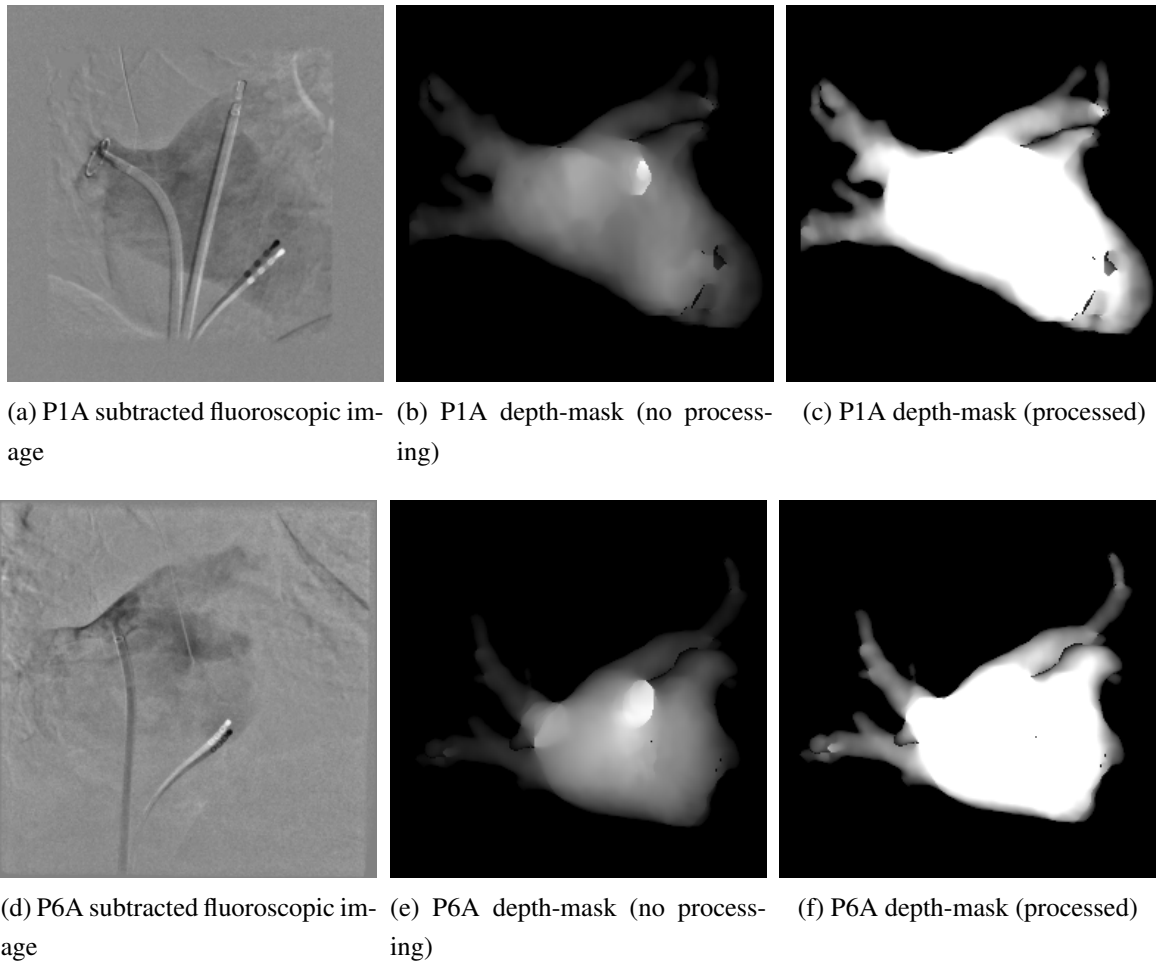 (a) P1A subtracted fluoroscopic im-
age
(b) P1A depth-mask (no process-
ing)
(c) P1A depth-mask (processed)
(d) P6A subtracted fluoroscopic im-
age
(e) P6A depth-mask (no process-
ing)
(f) P6A depth-mask (processed)